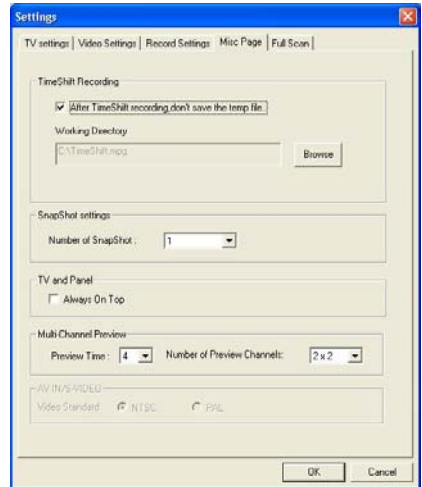 Settings
TV settings Video Settings Record Settings Misc Page Full Scan
TimeShift Recording
After TimeShift recording,don't save the temp file.
Working Directory
C:\TimeShift.mpg
Browse
SnapShot settings
Number of SnapShot : 1
TV and Panel
Always On Top
Multi-Channel Preview
Preview Time : 4 Number of Preview Channels: 2 x 2
AV IN/S-VIDEO
Video Standard NTSC PAL
OK Cancel